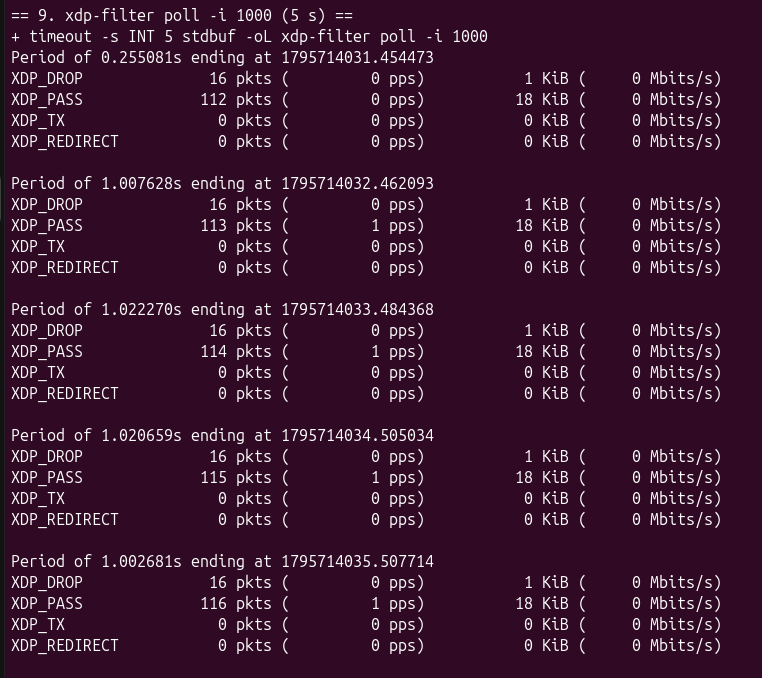 == 9. xdp-filter poll -i 1000 (5 s) ==
+ timeout -s INT 5 stdbuf -oL xdp-filter poll -i 1000
Period of 0.255081s ending at 1795714031.454473
XDP_DROP              16 pkts (         0 pps)           1 KiB (     0 Mbits/s)
XDP_PASS             112 pkts (         0 pps)          18 KiB (     0 Mbits/s)
XDP_TX                 0 pkts (         0 pps)           0 KiB (     0 Mbits/s)
XDP_REDIRECT           0 pkts (         0 pps)           0 KiB (     0 Mbits/s)

Period of 1.007628s ending at 1795714032.462093
XDP_DROP              16 pkts (         0 pps)           1 KiB (     0 Mbits/s)
XDP_PASS             113 pkts (         1 pps)          18 KiB (     0 Mbits/s)
XDP_TX                 0 pkts (         0 pps)           0 KiB (     0 Mbits/s)
XDP_REDIRECT           0 pkts (         0 pps)           0 KiB (     0 Mbits/s)

Period of 1.022270s ending at 1795714033.484368
XDP_DROP              16 pkts (         0 pps)           1 KiB (     0 Mbits/s)
XDP_PASS             114 pkts (         1 pps)          18 KiB (     0 Mbits/s)
XDP_TX                 0 pkts (         0 pps)           0 KiB (     0 Mbits/s)
XDP_REDIRECT           0 pkts (         0 pps)           0 KiB (     0 Mbits/s)

Period of 1.020659s ending at 1795714034.505034
XDP_DROP              16 pkts (         0 pps)           1 KiB (     0 Mbits/s)
XDP_PASS             115 pkts (         1 pps)          18 KiB (     0 Mbits/s)
XDP_TX                 0 pkts (         0 pps)           0 KiB (     0 Mbits/s)
XDP_REDIRECT           0 pkts (         0 pps)           0 KiB (     0 Mbits/s)

Period of 1.002681s ending at 1795714035.507714
XDP_DROP              16 pkts (         0 pps)           1 KiB (     0 Mbits/s)
XDP_PASS             116 pkts (         1 pps)          18 KiB (     0 Mbits/s)
XDP_TX                 0 pkts (         0 pps)           0 KiB (     0 Mbits/s)
XDP_REDIRECT           0 pkts (         0 pps)           0 KiB (     0 Mbits/s)